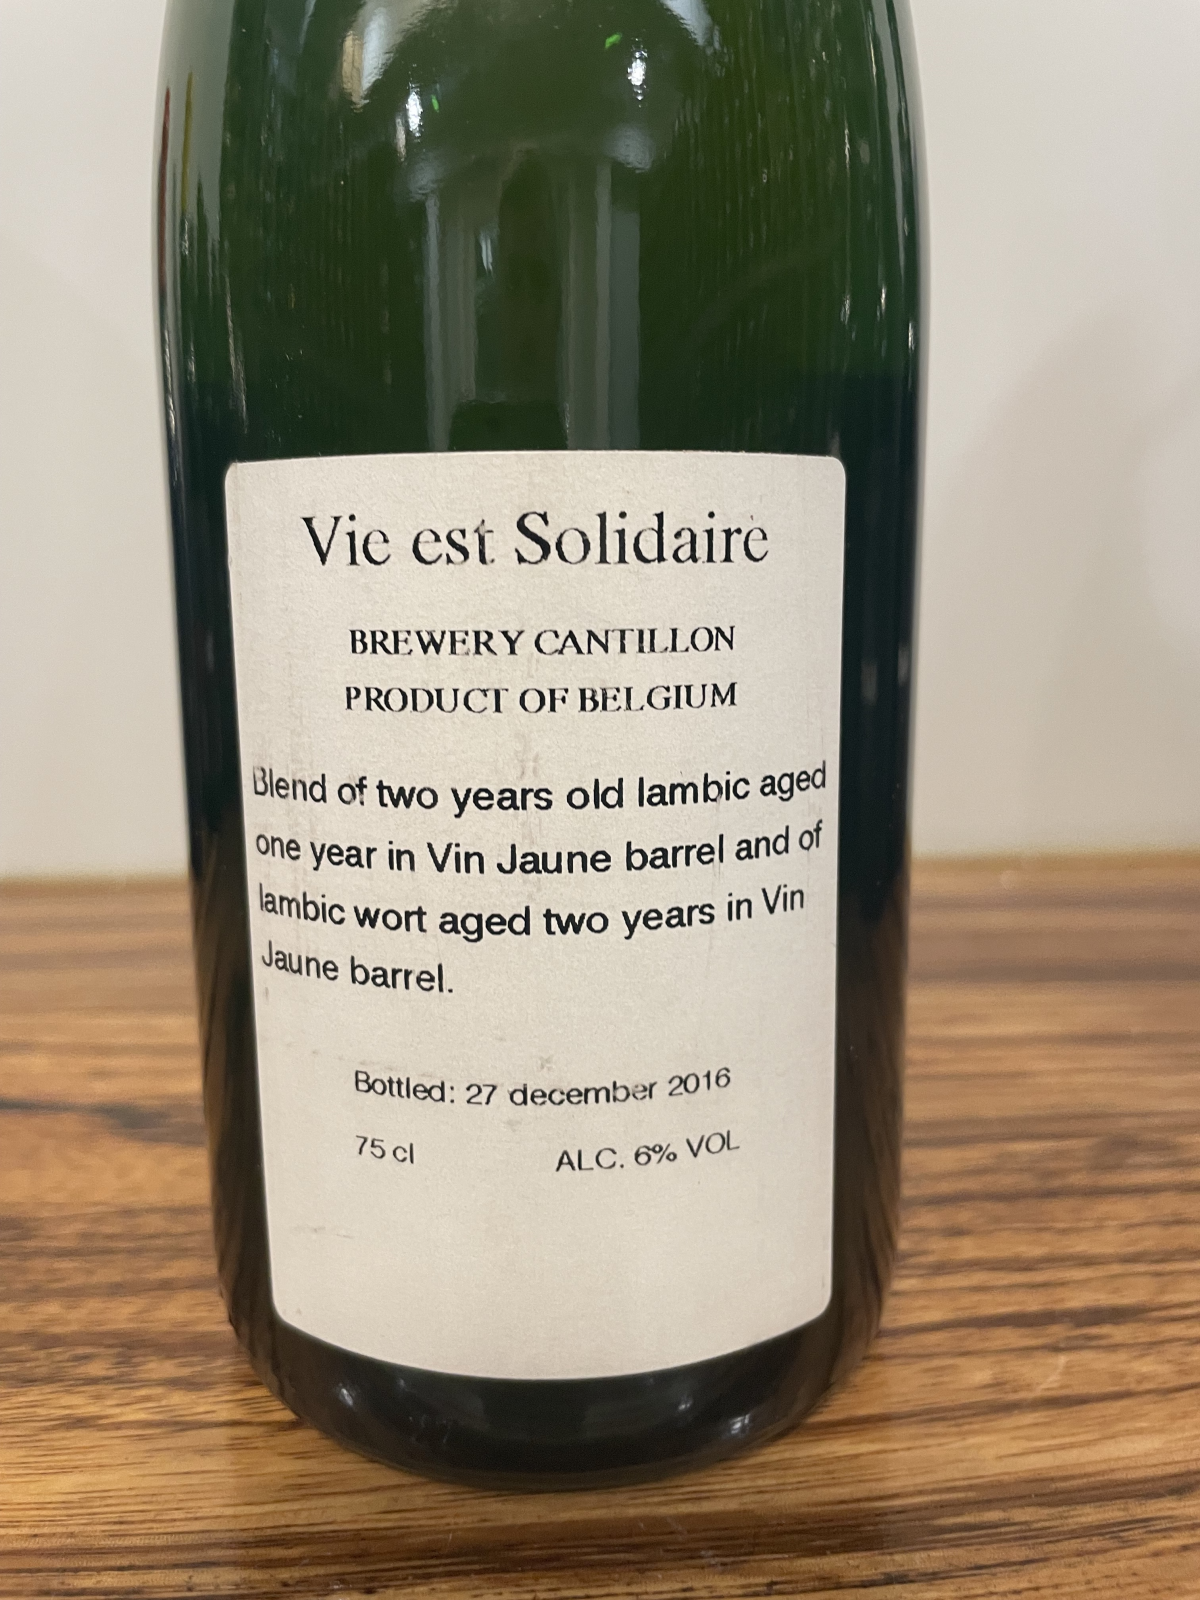 Vie est Solidaire
BREWERY CANTILLON
PRODUCT OF BELGIUM
Blend of two years old lambic aged
one year in Vin Jaune barrel and of
lambic wort aged two years in Vin
Jaune barrel.
Bottled: 27 december 2016
75 cl ALC. 6% VOL